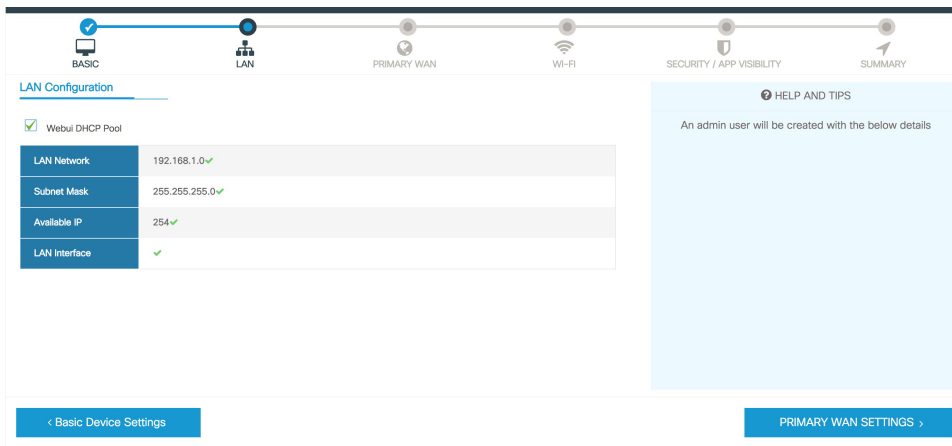 BASIC
LAN
PRIMARY WAN
WI-FI
SECURITY / APP VISIBILITY
SUMMARY
LAN Configuration
Webui DHCP Pool
LAN Network 192.168.1.0
Subnet Mask 255.255.255.0
Available IP 254
LAN Interface
HELP AND TIPS
An admin user will be created with the below details
< Basic Device Settings
PRIMARY WAN SETTINGS >